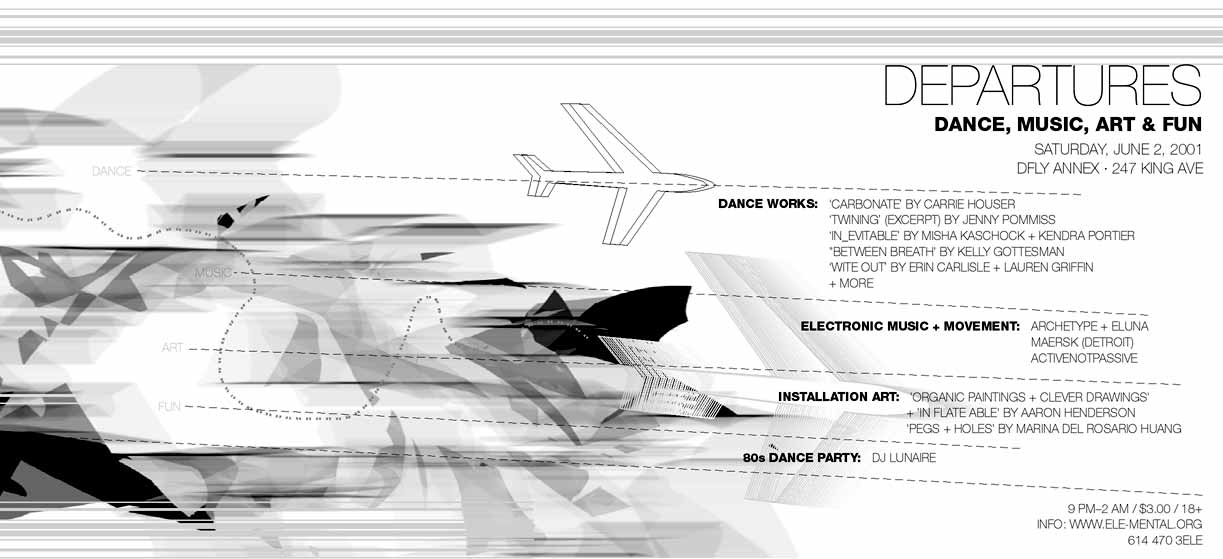 DEPARTURES
DANCE, MUSIC, ART & FUN
SATURDAY, JUNE 2, 2001
DFLY ANNEX · 247 KING AVE
DANCE
DANCE WORKS: 'CARBONATE' BY CARRIE HOUSER
'TWINING' (EXCERPT) BY JENNY POMMISS
'IN_EVITABLE' BY MISHA KASCHOCK + KENDRA PORTIER
"BETWEEN BREATH' BY KELLY GOTTESMAN
'WITE OUT' BY ERIN CARLISLE + LAUREN GRIFFIN
+ MORE
MUSIC
ELECTRONIC MUSIC + MOVEMENT: ARCHETYPE + ELUNA
MAERSK (DETROIT)
ACTIVENOTPASSIVE
ART
INSTALLATION ART: 'ORGANIC PAINTINGS + CLEVER DRAWINGS'
+ 'IN FLATE ABLE' BY AARON HENDERSON
'PEGS + HOLES' BY MARINA DEL ROSARIO HUANG
FUN
80s DANCE PARTY: DJ LUNAIRE
9 PM–2 AM / $3.00 / 18+
INFO: WWW.ELE-MENTAL.ORG
614 470 3ELE